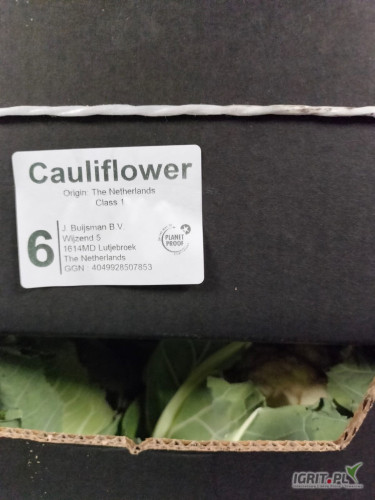 Cauliflower
Origin: The Netherlands
Class 1
6
J. Buijsman B.V.
Wijzend 5
1614MD Lutjebroek
The Netherlands
GGN 4049928507853
PLANET
PROOF
IGRIT.PL